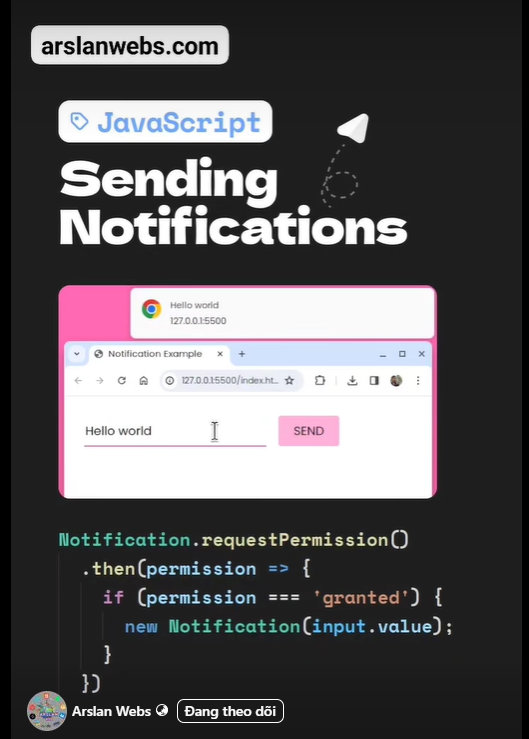 arslanwebs.com
JavaScript
Sending
Notifications
Hello world
127.0.0.1:5500
Notification Example
127.0.0.1:5500/index.ht...
Hello world
SEND
Notification.requestPermission()
.then(permission => {
if (permission === 'granted') {
new Notification(input.value);
}
})
Arslan Webs
Đang theo dõi